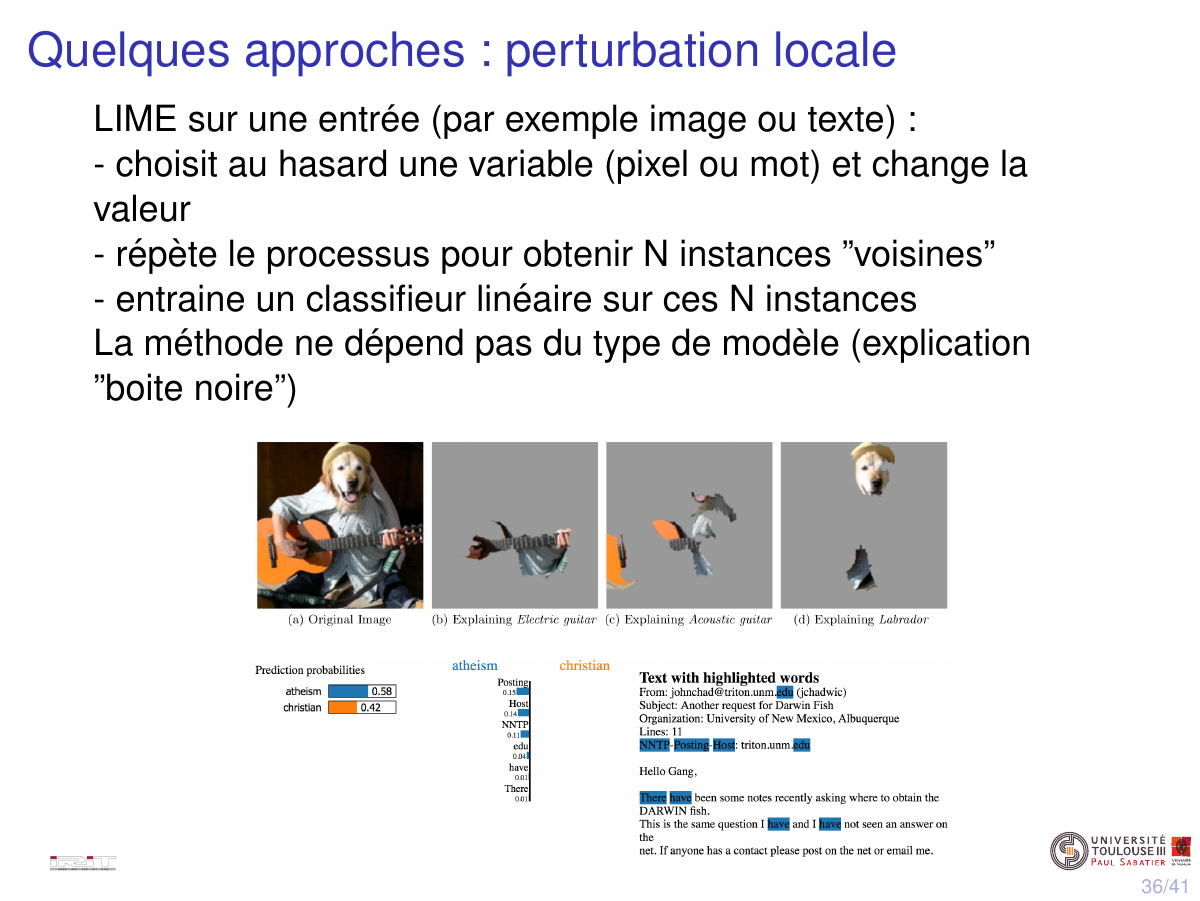 Quelques approches : perturbation locale
LIME sur une entrée (par exemple image ou texte) :
- choisit au hasard une variable (pixel ou mot) et change la
valeur
- répète le processus pour obtenir N instances ”voisines”
- entraine un classifieur linéaire sur ces N instances
La méthode ne dépend pas du type de modèle (explication
”boite noire”)
(a) Original Image
(b) Explaining Electric guitar
(c) Explaining Acoustic guitar
(d) Explaining Labrador
Prediction probabilities
atheism 0.58
christian 0.42
atheism christian
Posting
0.15
Host
0.14
NNTP
0.11
edu
0.04
have
0.01
There
0.01
Text with highlighted words
From: johnchad@triton.unm.edu (jchadwic)
Subject: Another request for Darwin Fish
Organization: University of New Mexico, Albuquerque
Lines: 11
NNTP-Posting-Host: triton.unm.edu
Hello Gang,
There have been some notes recently asking where to obtain the
DARWIN fish.
This is the same question I have and I have not seen an answer on
the
net. If anyone has a contact please post on the net or email me.
IRIT
UNIVERSITÉ
TOULOUSE III
PAUL SABATIER
36/41